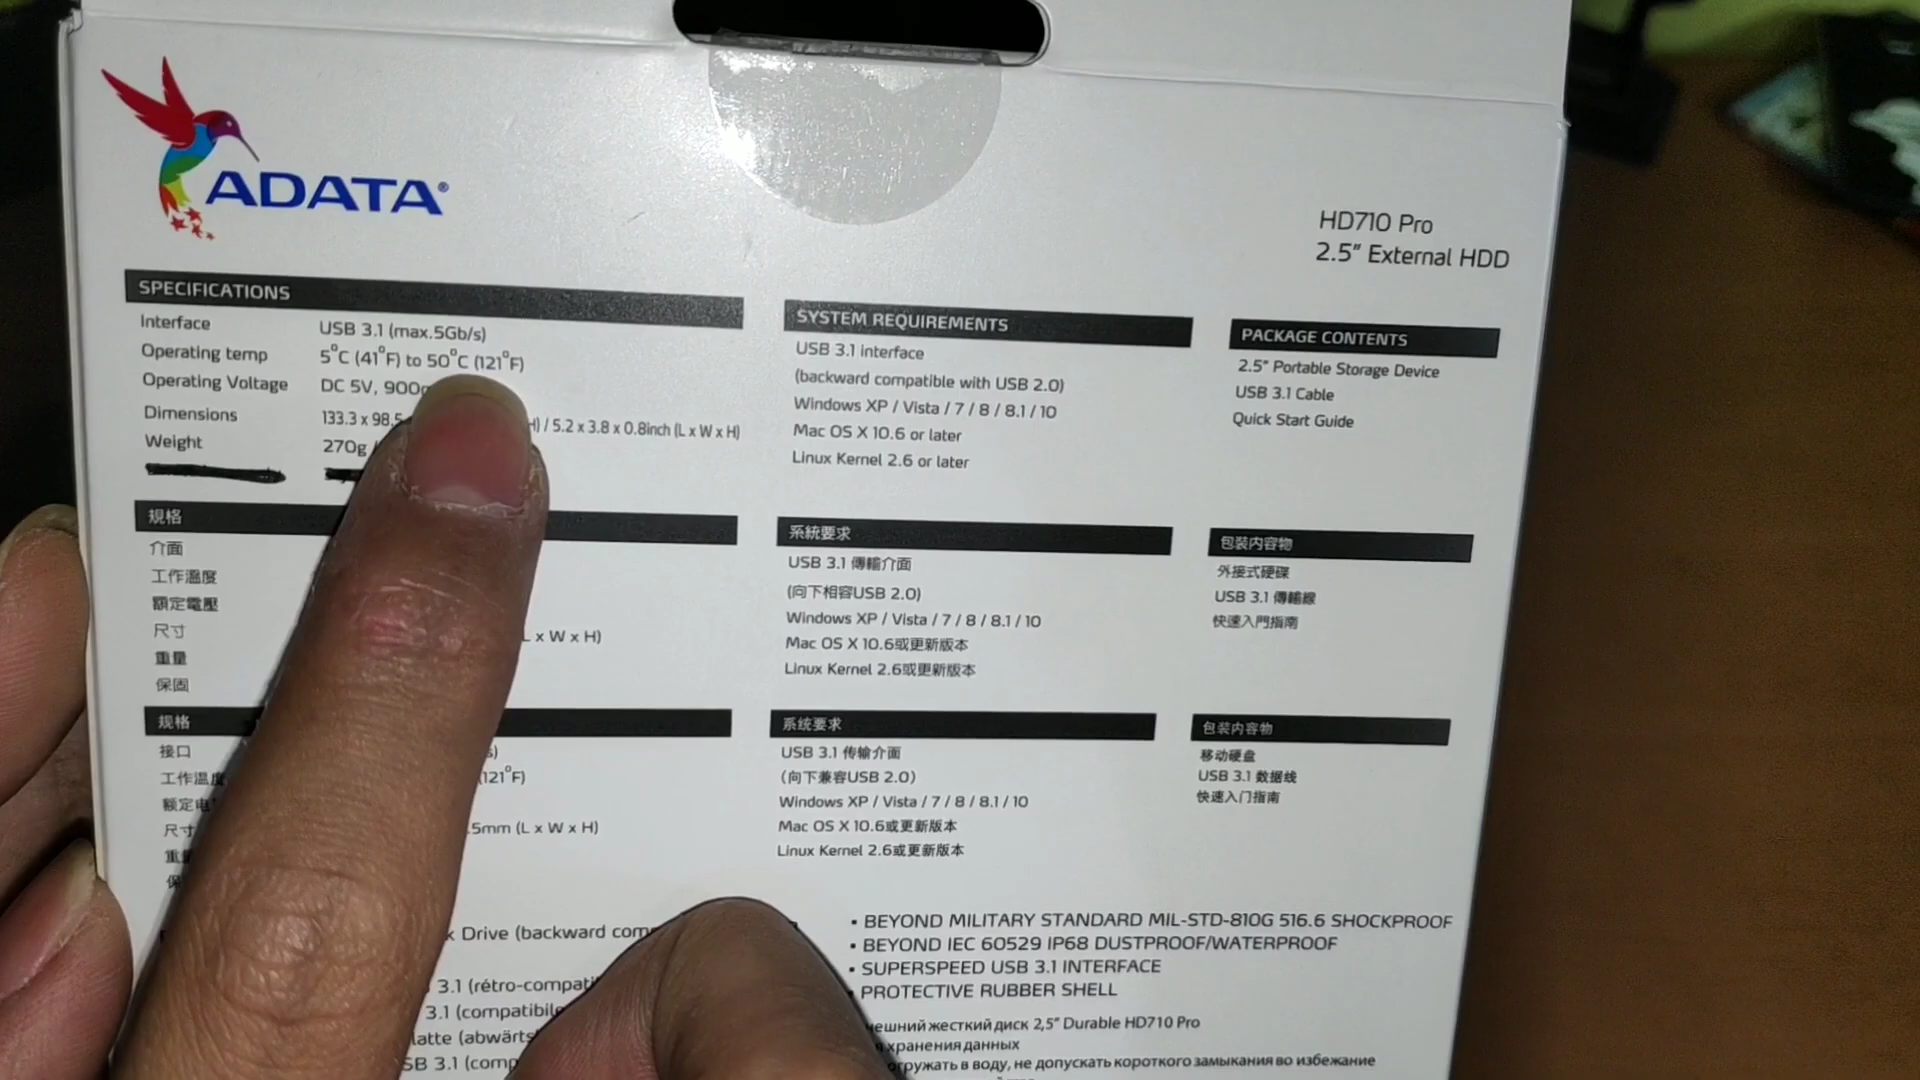 ADATA®
HD710 Pro
2.5" External HDD
SPECIFICATIONS
Interface USB 3.1 (max.5Gb/s)
Operating temp 5°C (41°F) to 50°C (121°F)
Operating Voltage DC 5V,
Dimensions 133.3 x 98.5 / 5.2 x 3.8 x 0.8inch (L x W x H)
Weight 270g
SYSTEM REQUIREMENTS
USB 3.1 interface
(backward compatible with USB 2.0)
Windows XP / Vista / 7 / 8 / 8.1 / 10
Mac OS X 10.6 or later
Linux Kernel 2.6 or later
PACKAGE CONTENTS
2.5" Portable Storage Device
USB 3.1 Cable
Quick Start Guide
規格
介面
工作溫度
額定電壓
尺寸 x W x H)
重量
保固
系統要求
USB 3.1 傳輸介面
(向下相容USB 2.0)
Windows XP / Vista / 7 / 8 / 8.1 / 10
Mac OS X 10.6或更新版本
Linux Kernel 2.6或更新版本
包裝內容物
外接式硬碟
USB 3.1 傳輸線
快速入門指南
规格
接口
工作温度 (121°F)
额定电
尺寸 5mm (L x W x H)
重量
保
系统要求
USB 3.1 传输介面
(向下兼容USB 2.0)
Windows XP / Vista / 7 / 8 / 8.1 / 10
Mac OS X 10.6或更新版本
Linux Kernel 2.6或更新版本
包装内容物
移动硬盘
USB 3.1 数据线
快速入门指南
Drive (backward
3.1
3.1
3.1
• BEYOND MILITARY STANDARD MIL-STD-810G 516.6 SHOCKPROOF
• BEYOND IEC 60529 IP68 DUSTPROOF/WATERPROOF
• SUPERSPEED USB 3.1 INTERFACE
• PROTECTIVE RUBBER SHELL
жесткий диск 2,5" Durable HD710 Pro
хранения данных
в воду, не допускать короткого замыкания во избежание